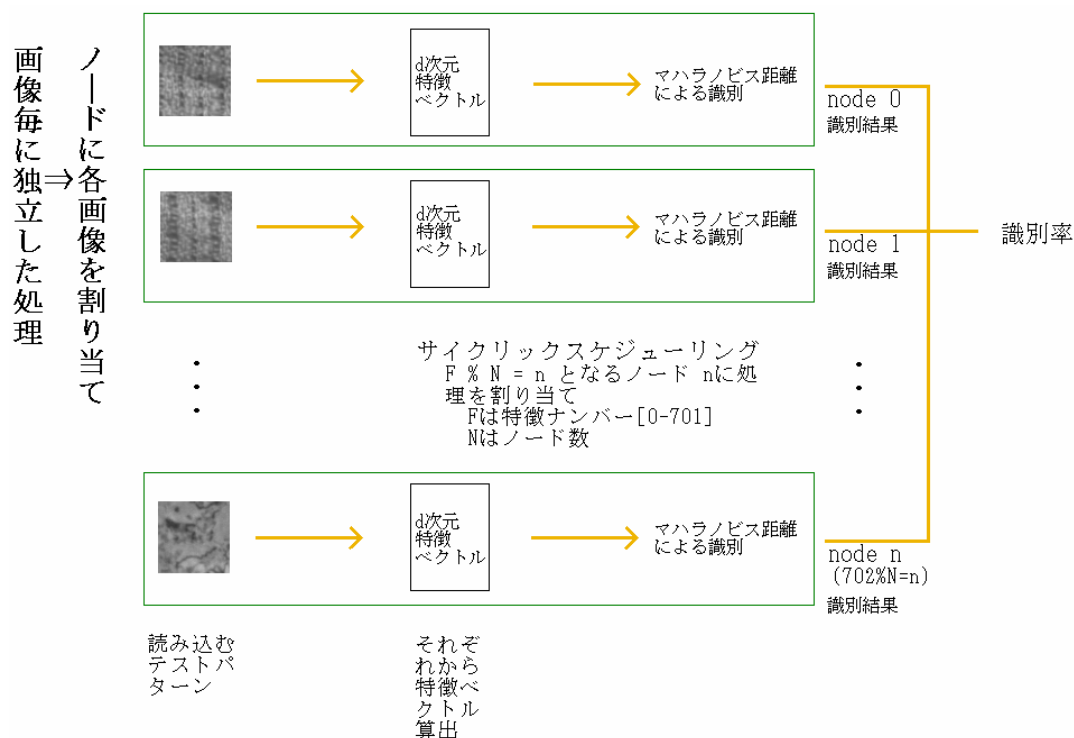 ノードに各画像を割り当て
画像毎に独立した処理
⇒
d次元
特徴
ベクトル
マハラノビス距離
による識別
node 0
識別結果
d次元
特徴
ベクトル
マハラノビス距離
による識別
node 1
識別結果
識別率
サイクリックスケジューリング
F % N = n となるノード nに処
理を割り当て
Fは特徴ナンバー[0-701]
Nはノード数
d次元
特徴
ベクトル
マハラノビス距離
による識別
node n
(702%N=n)
識別結果
読み込む
テストパ
ターン
それぞ
れから
特徴ベ
クトル
算出